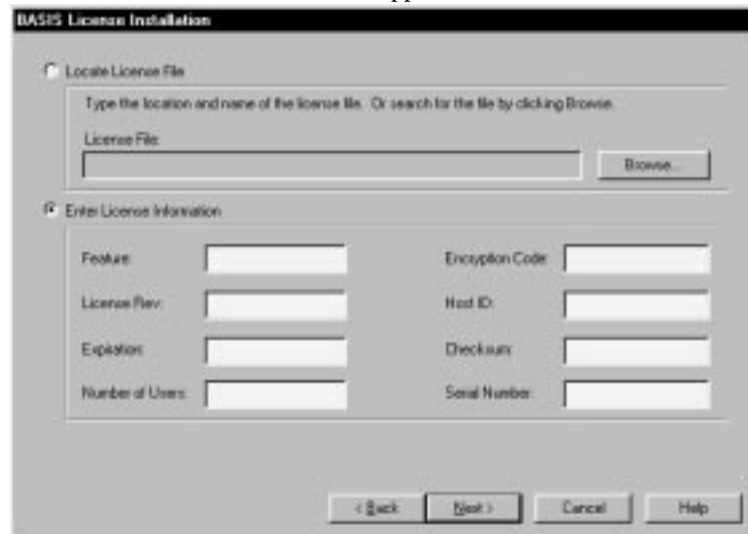 BASIS License Installation
Locate License File
Type the location and name of the license file. Or search for the file by clicking Browse.
License File:
Browse...
Enter License Information
Feature:
Encryption Code:
License Rev:
Host ID:
Expiration:
Checksum:
Number of Users:
Serial Number:
< Back
Next >
Cancel
Help